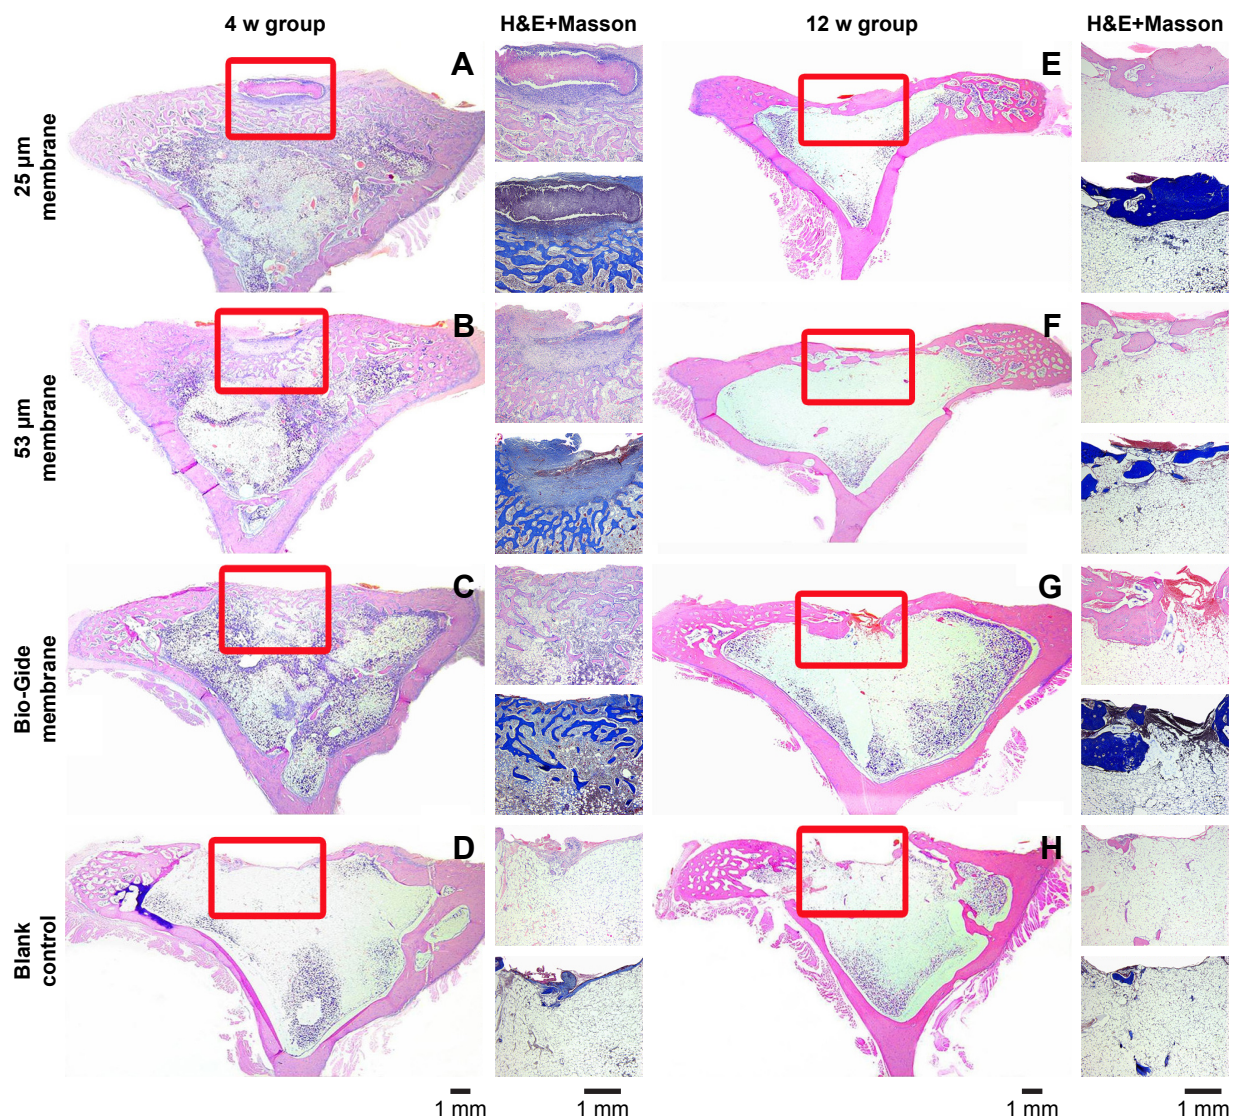 4 w group
H&E+Masson
12 w group
H&E+Masson
25 µm
membrane
A
E
53 µm
membrane
B
F
Bio-Gide
membrane
C
G
Blank
control
D
H
1 mm
1 mm
1 mm
1 mm